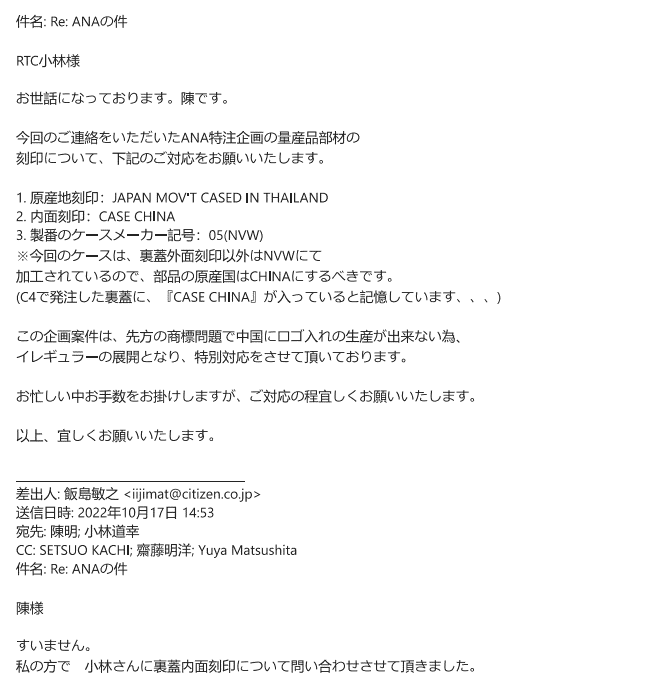 件名: Re: ANAの件
RTC小林様
お世話になっております。陳です。
今回のご連絡をいただいたANA特注企画の量産品部材の
刻印について、下記のご対応をお願いいたします。
1. 原産地刻印：JAPAN MOV'T CASED IN THAILAND
2. 内面刻印：CASE CHINA
3. 製番のケースメーカー記号：05(NVW)
※今回のケースは、裏蓋外面刻印以外はNVWにて
加工されているので、部品の原産国はCHINAにするべきです。
(C4で発注した裏蓋に、『CASE CHINA』が入っていると記憶しています、、、)
この企画案件は、先方の商標問題で中国にロゴ入れの生産が出来ない為、
イレギュラーの展開となり、特別対応をさせて頂いております。
お忙しい中お手数をお掛けしますが、ご対応の程宜しくお願いいたします。
以上、宜しくお願いいたします。
差出人: 飯島敏之 <iijimat@citizen.co.jp>
送信日時: 2022年10月17日 14:53
宛先: 陳明; 小林道幸
CC: SETSUO KACHI; 齋藤明洋; Yuya Matsushita
件名: Re: ANAの件
陳様
すいません。
私の方で　小林さんに裏蓋内面刻印について問い合わせさせて頂きました。